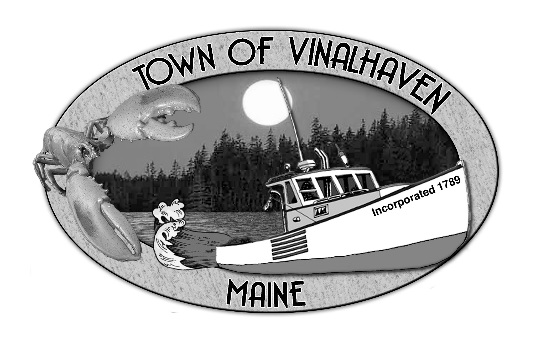 TOWN OF VINALHAVEN
Incorporated 1789
MAINE